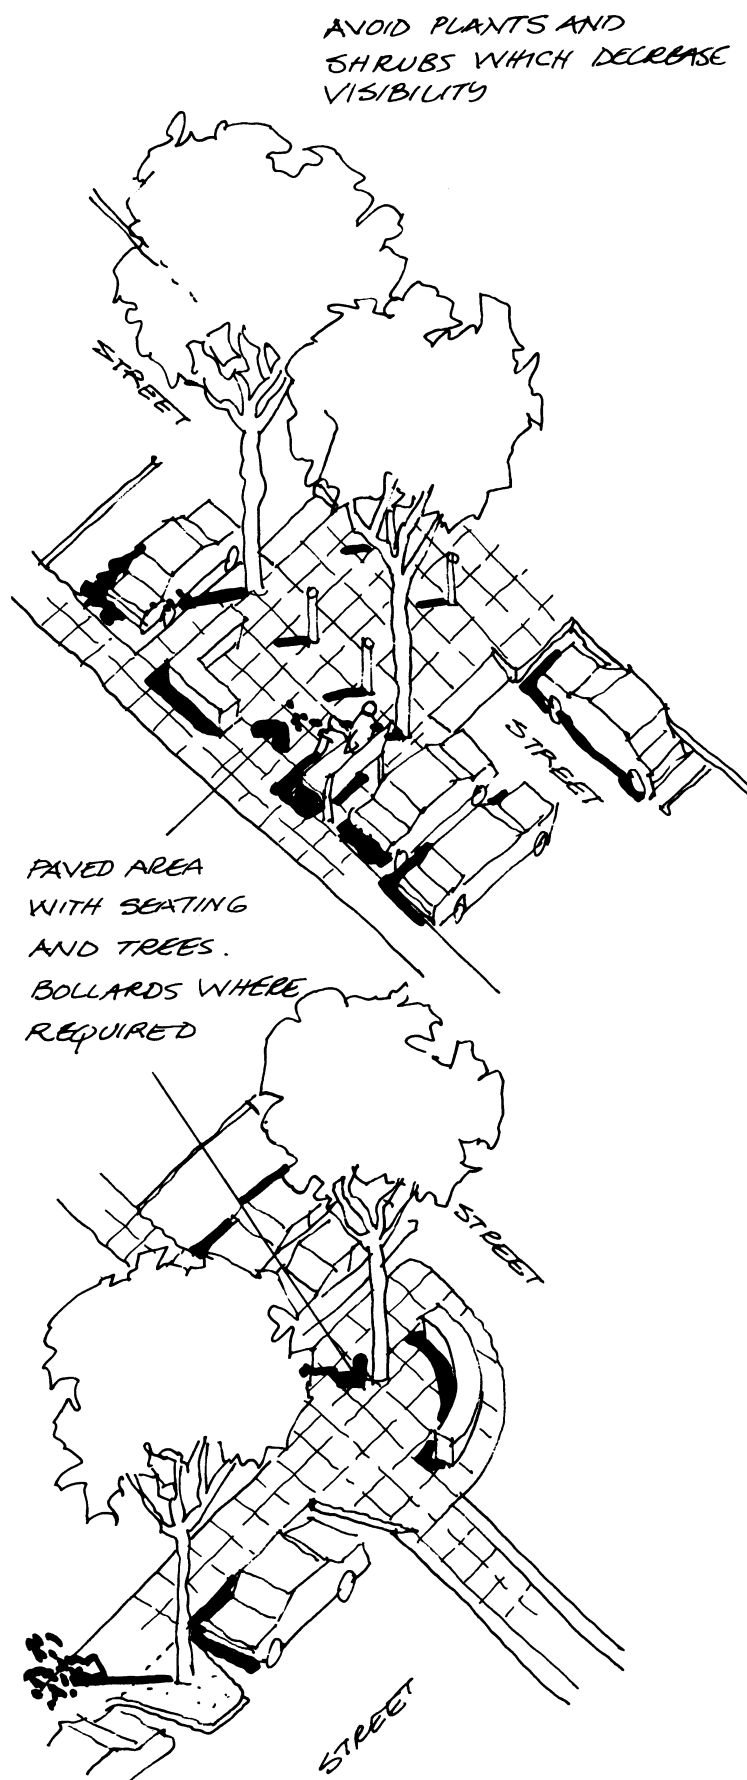 AVOID PLANTS AND
SHRUBS WHICH DECREASE
VISIBILITY
STREET
STREET
PAVED AREA
WITH SEATING
AND TREES.
BOLLARDS WHERE
REQUIRED
STREET
STREET